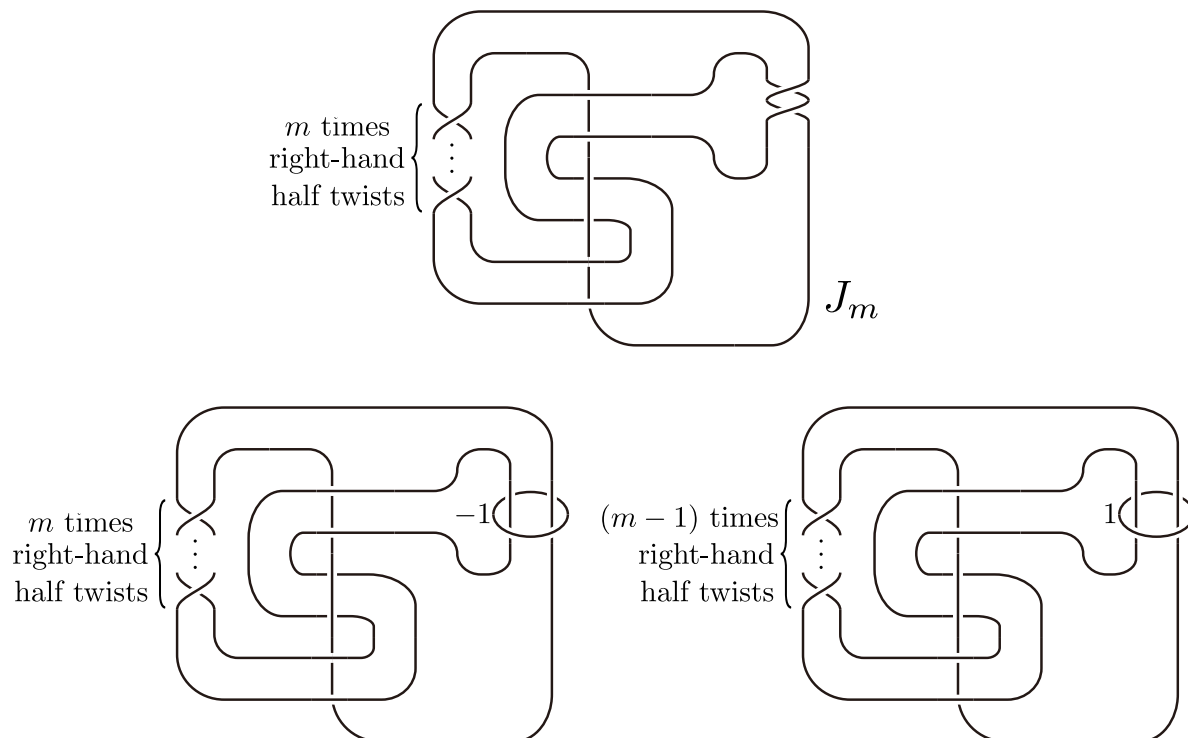 m times
right-hand
half twists
J_m
m times
right-hand
half twists
−1
(m − 1) times
right-hand
half twists
1